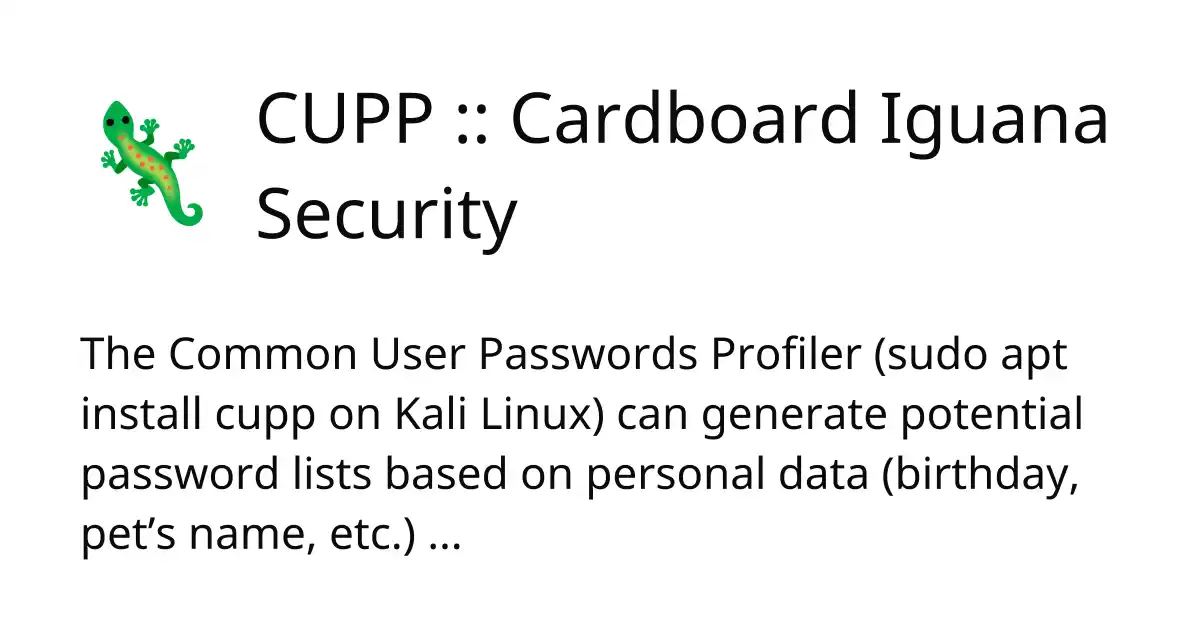 CUPP :: Cardboard Iguana
Security
The Common User Passwords Profiler (sudo apt
install cupp on Kali Linux) can generate potential
password lists based on personal data (birthday,
pet’s name, etc.) ...